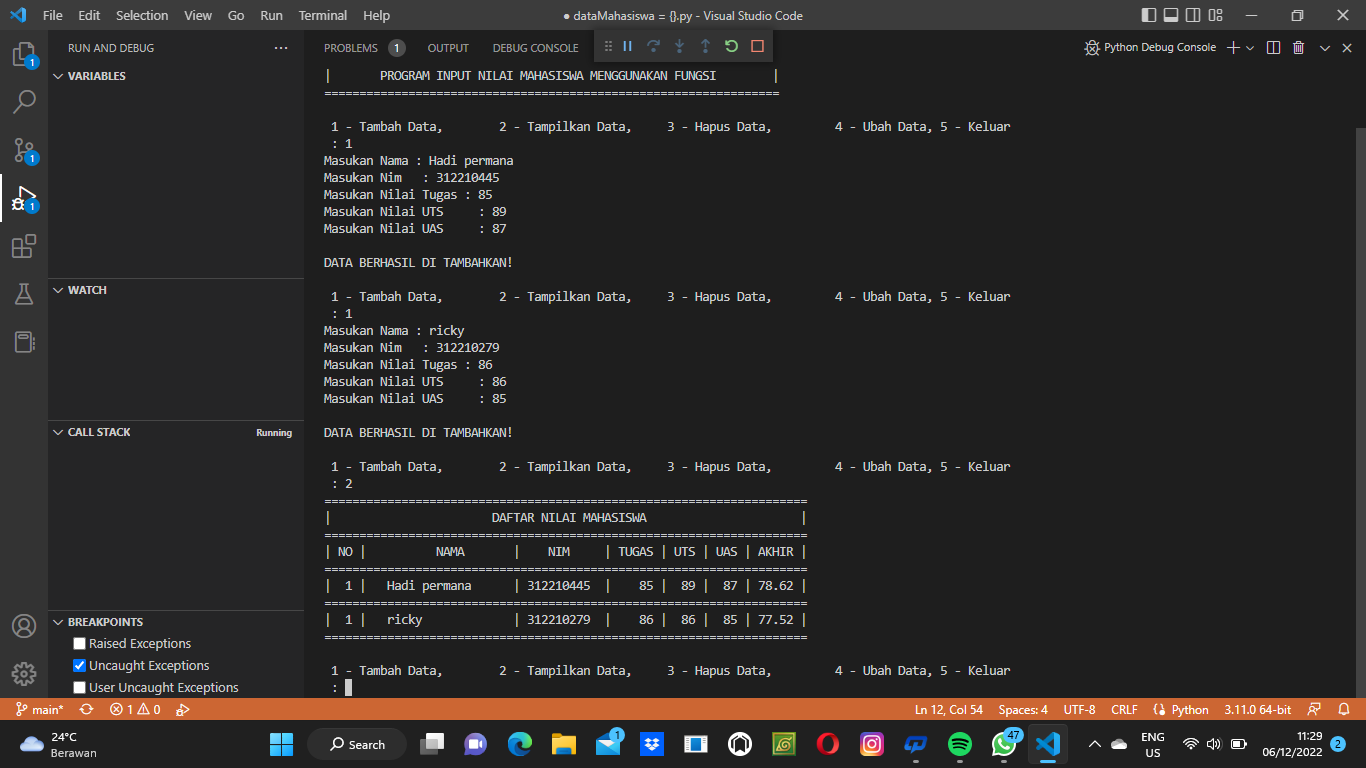 File Edit Selection View Go Run Terminal Help
● dataMahasiswa = {}.py - Visual Studio Code
RUN AND DEBUG ···
VARIABLES
WATCH
CALL STACK Running
BREAKPOINTS
Raised Exceptions
Uncaught Exceptions
User Uncaught Exceptions
1
1
1
PROBLEMS 1 OUTPUT DEBUG CONSOLE
Python Debug Console
|       PROGRAM INPUT NILAI MAHASISWA MENGGUNAKAN FUNGSI        |
=================================================================
1 - Tambah Data,        2 - Tampilkan Data,     3 - Hapus Data,         4 - Ubah Data, 5 - Keluar
: 1
Masukan Nama : Hadi permana
Masukan Nim   : 312210445
Masukan Nilai Tugas : 85
Masukan Nilai UTS     : 89
Masukan Nilai UAS     : 87
DATA BERHASIL DI TAMBAHKAN!
1 - Tambah Data,        2 - Tampilkan Data,     3 - Hapus Data,         4 - Ubah Data, 5 - Keluar
: 1
Masukan Nama : ricky
Masukan Nim   : 312210279
Masukan Nilai Tugas : 86
Masukan Nilai UTS     : 86
Masukan Nilai UAS     : 85
DATA BERHASIL DI TAMBAHKAN!
1 - Tambah Data,        2 - Tampilkan Data,     3 - Hapus Data,         4 - Ubah Data, 5 - Keluar
: 2
=====================================================================
|                       DAFTAR NILAI MAHASISWA                      |
=====================================================================
| NO |          NAMA       |    NIM     | TUGAS | UTS | UAS | AKHIR |
=====================================================================
|  1 |   Hadi permana      | 312210445  |    85 |  89 |  87 | 78.62 |
=====================================================================
|  1 |   ricky             | 312210279  |    86 |  86 |  85 | 77.52 |
=====================================================================
1 - Tambah Data,        2 - Tampilkan Data,     3 - Hapus Data,         4 - Ubah Data, 5 - Keluar
:
main* 1 0
Ln 12, Col 54 Spaces: 4 UTF-8 CRLF Python 3.11.0 64-bit
24°C
Berawan
Search
1
47
ENG
US
11:29
06/12/2022
2